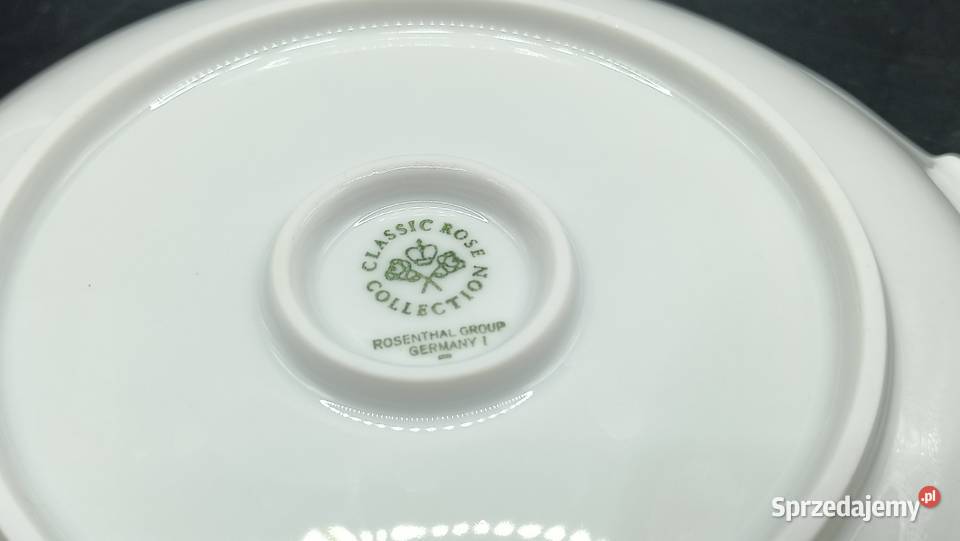 CLASSIC ROSE
COLLECTION
ROSENTHAL GROUP
GERMANY I
Sprzedajemy.pl